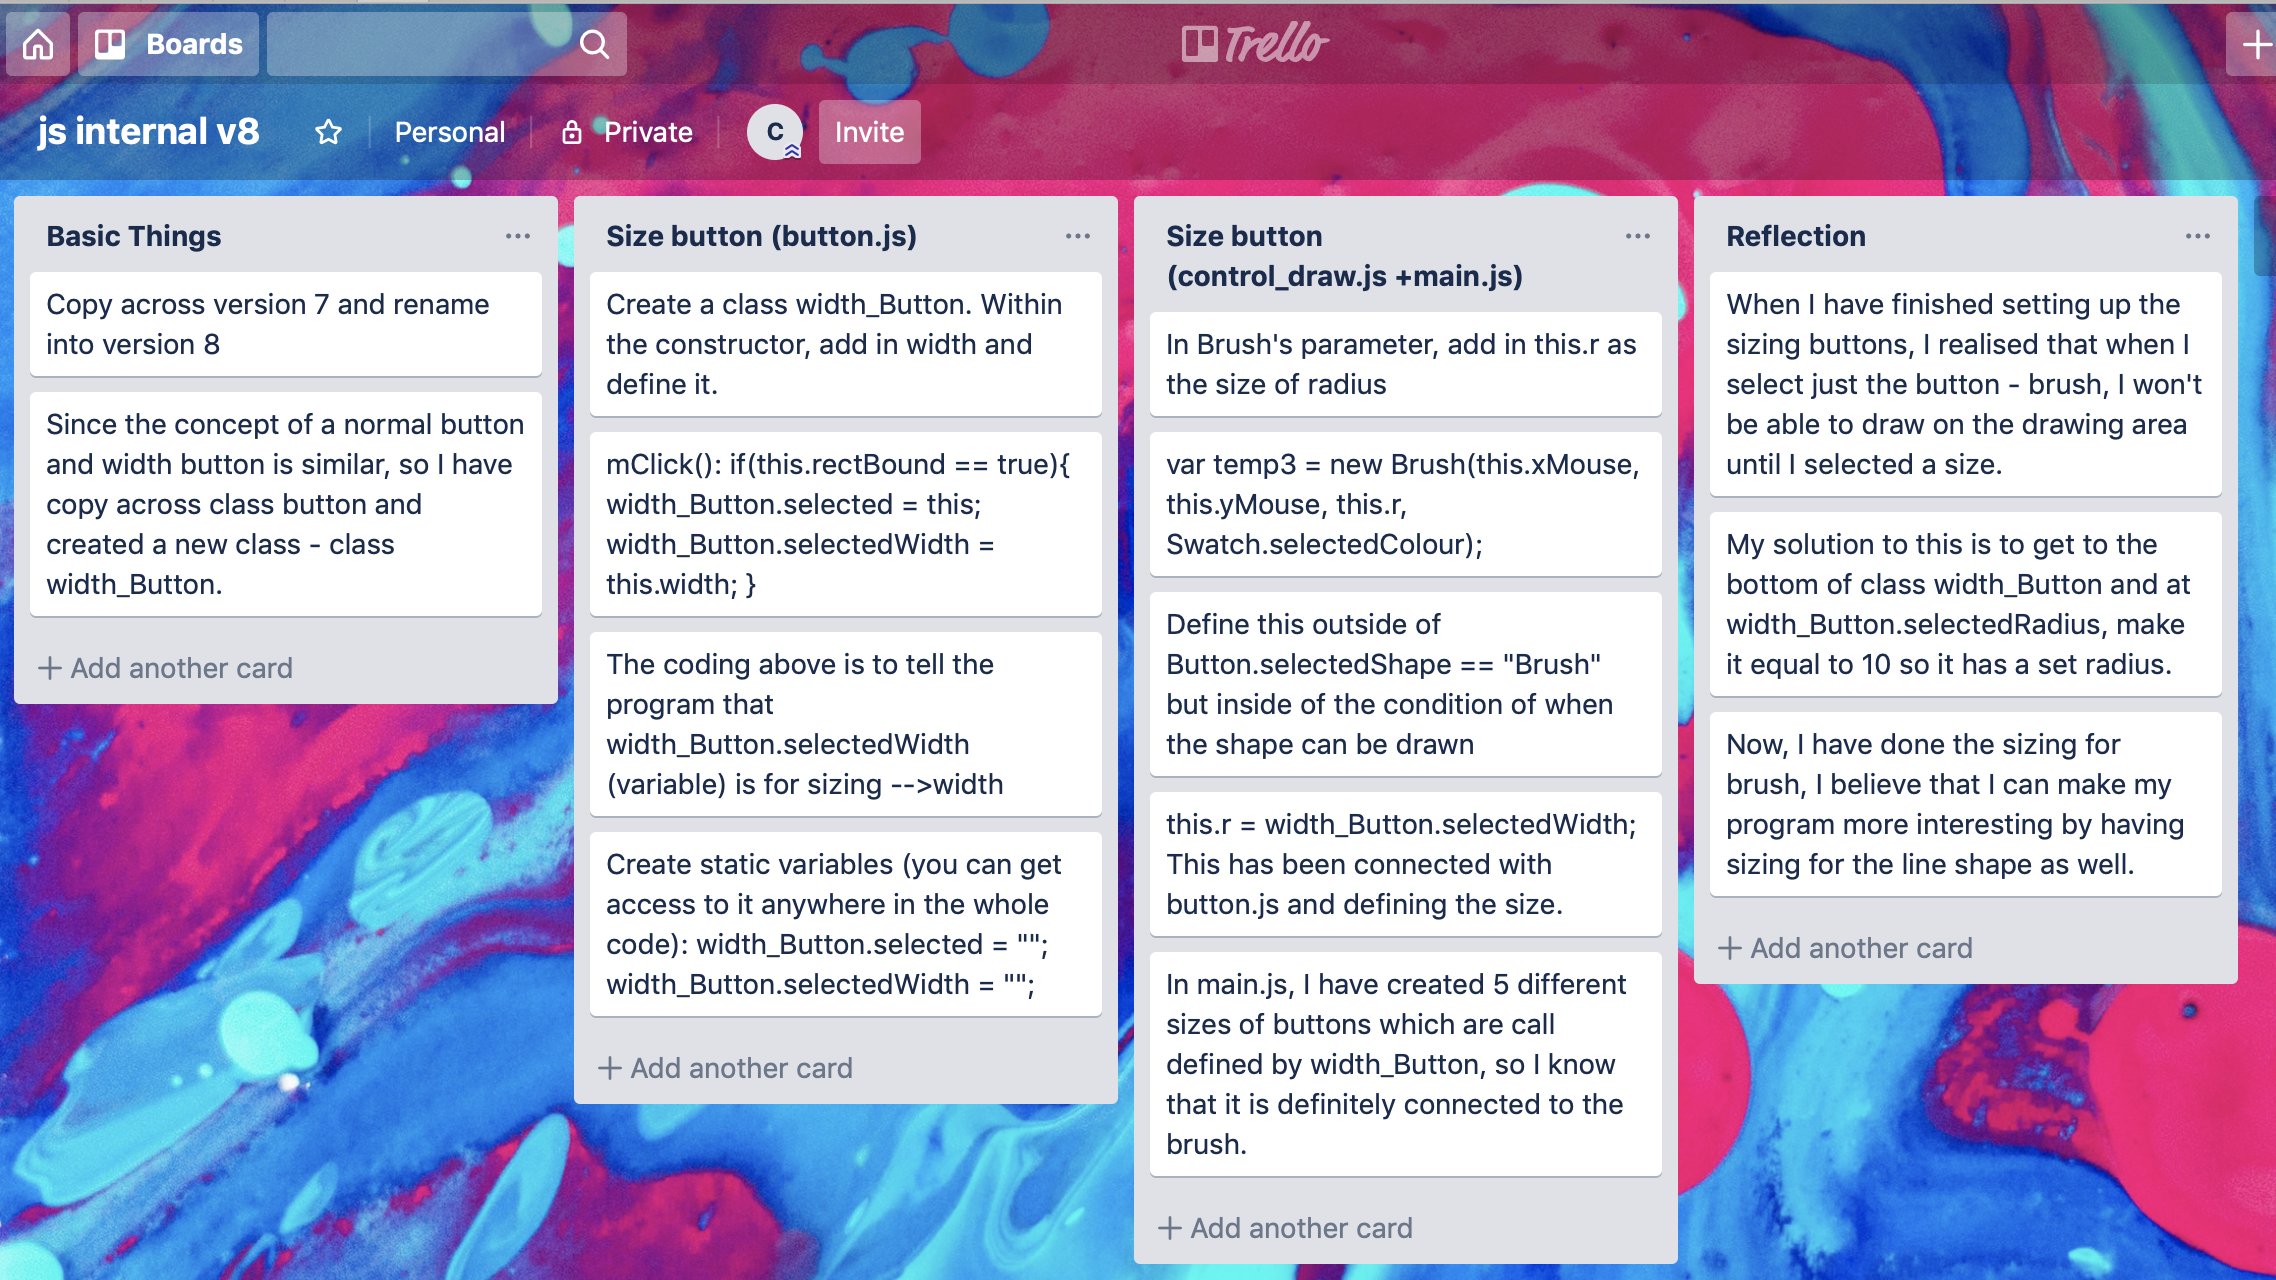 Boards
Trello
js internal v8
Personal
Private
C
Invite
Basic Things
Copy across version 7 and rename
into version 8
Since the concept of a normal button
and width button is similar, so I have
copy across class button and
created a new class - class
width_Button.
Add another card
Size button (button.js)
Create a class width_Button. Within
the constructor, add in width and
define it.
mClick(): if(this.rectBound == true){
width_Button.selected = this;
width_Button.selectedWidth =
this.width; }
The coding above is to tell the
program that
width_Button.selectedWidth
(variable) is for sizing -->width
Create static variables (you can get
access to it anywhere in the whole
code): width_Button.selected = "";
width_Button.selectedWidth = "";
Add another card
Size button
(control_draw.js +main.js)
In Brush's parameter, add in this.r as
the size of radius
var temp3 = new Brush(this.xMouse,
this.yMouse, this.r,
Swatch.selectedColour);
Define this outside of
Button.selectedShape == "Brush"
but inside of the condition of when
the shape can be drawn
this.r = width_Button.selectedWidth;
This has been connected with
button.js and defining the size.
In main.js, I have created 5 different
sizes of buttons which are call
defined by width_Button, so I know
that it is definitely connected to the
brush.
Add another card
Reflection
When I have finished setting up the
sizing buttons, I realised that when I
select just the button - brush, I won't
be able to draw on the drawing area
until I selected a size.
My solution to this is to get to the
bottom of class width_Button and at
width_Button.selectedRadius, make
it equal to 10 so it has a set radius.
Now, I have done the sizing for
brush, I believe that I can make my
program more interesting by having
sizing for the line shape as well.
Add another card